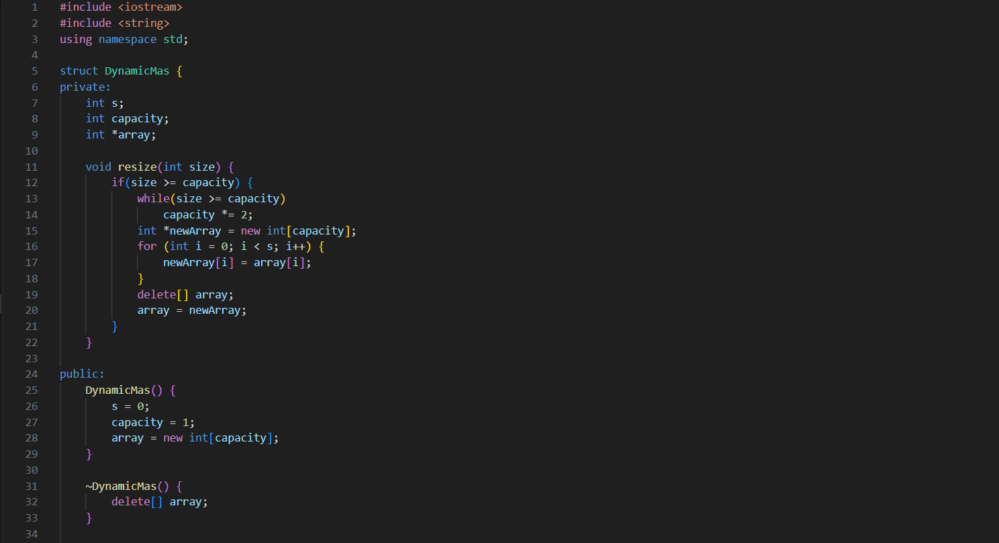 1 #include <iostream>
2 #include <string>
3 using namespace std;
4
5 struct DynamicMas {
6 private:
7     int s;
8     int capacity;
9     int *array;
10
11     void resize(int size) {
12         if(size >= capacity) {
13             while(size >= capacity)
14                 capacity *= 2;
15             int *newArray = new int[capacity];
16             for (int i = 0; i < s; i++) {
17                 newArray[i] = array[i];
18             }
19             delete[] array;
20             array = newArray;
21         }
22     }
23
24 public:
25     DynamicMas() {
26         s = 0;
27         capacity = 1;
28         array = new int[capacity];
29     }
30
31     ~DynamicMas() {
32         delete[] array;
33     }
34